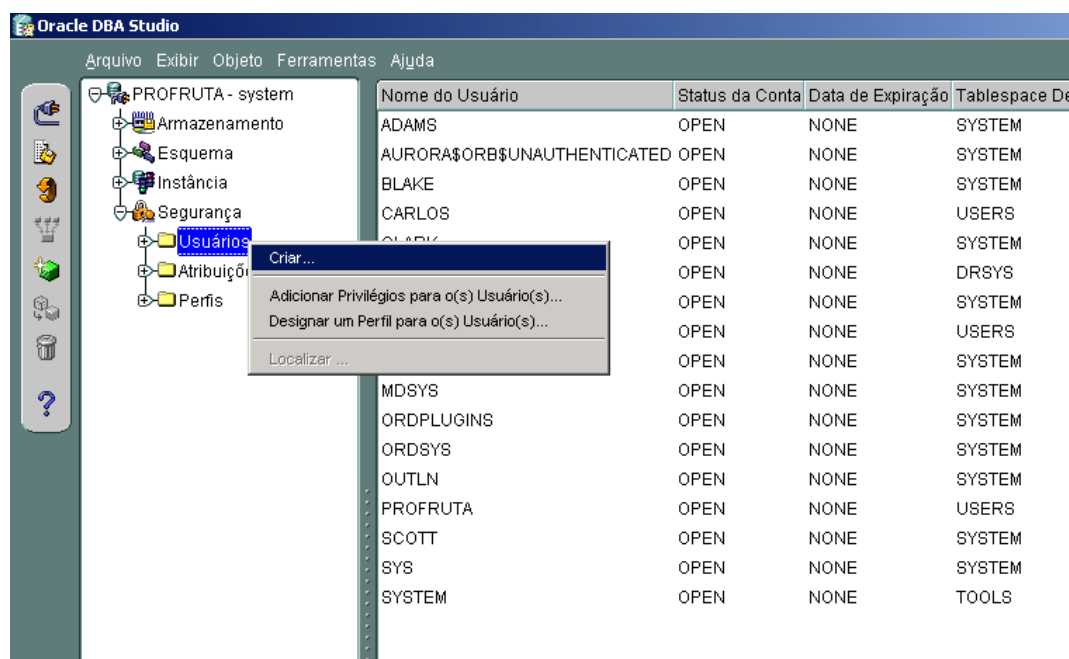 Oracle DBA Studio
Arquivo Exibir Objeto Ferramentas Ajuda
PROFRUTA - system
Armazenamento
Esquema
Instância
Segurança
Usuários
Atribuiçõ
Perfis
Criar...
Adicionar Privilégios para o(s) Usuário(s)...
Designar um Perfil para o(s) Usuário(s)...
Localizar ...
Nome do Usuário Status da Conta Data de Expiração Tablespace De
ADAMS OPEN NONE SYSTEM
AURORA$ORB$UNAUTHENTICATED OPEN NONE SYSTEM
BLAKE OPEN NONE SYSTEM
CARLOS OPEN NONE USERS
CLARK OPEN NONE SYSTEM
OPEN NONE DRSYS
OPEN NONE SYSTEM
OPEN NONE USERS
OPEN NONE SYSTEM
MDSYS OPEN NONE SYSTEM
ORDPLUGINS OPEN NONE SYSTEM
ORDSYS OPEN NONE SYSTEM
OUTLN OPEN NONE SYSTEM
PROFRUTA OPEN NONE USERS
SCOTT OPEN NONE SYSTEM
SYS OPEN NONE SYSTEM
SYSTEM OPEN NONE TOOLS